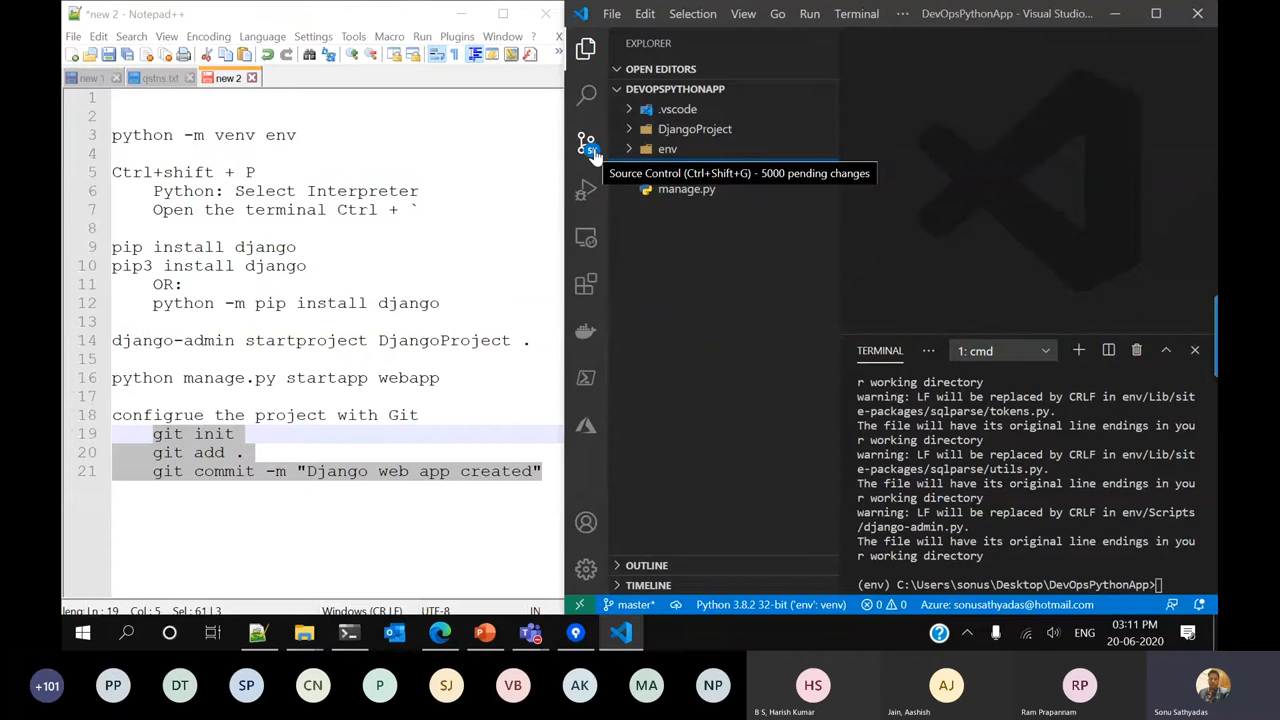 *new 2 - Notepad++
File Edit Search View Encoding Language Settings Tools Macro Run Plugins Window ? X
new 1 qstns.txt new 2
1
2
3 python -m venv env
4
5 Ctrl+shift + P
6 Python: Select Interpreter
7 Open the terminal Ctrl + `
8
9 pip install django
10 pip3 install django
11 OR:
12 python -m pip install django
13
14 django-admin startproject DjangoProject .
15
16 python manage.py startapp webapp
17
18 configrue the project with Git
19 git init
20 git add .
21 git commit -m "Django web app created"
leng: Ln : 19 Col : 5 Sel : 61 | 3 Windows (CR LF) UTF-8 IN
File Edit Selection View Go Run Terminal ··· DevOpsPythonApp - Visual Studio...
EXPLORER
OPEN EDITORS
DEVOPSPYTHONAPP
.vscode
DjangoProject
env
Source Control (Ctrl+Shift+G) - 5000 pending changes
manage.py
OUTLINE
TIMELINE
TERMINAL ··· 1: cmd
r working directory
warning: LF will be replaced by CRLF in env/Lib/sit
e-packages/sqlparse/tokens.py.
The file will have its original line endings in you
r working directory
warning: LF will be replaced by CRLF in env/Lib/sit
e-packages/sqlparse/utils.py.
The file will have its original line endings in you
r working directory
warning: LF will be replaced by CRLF in env/Scripts
/django-admin.py.
The file will have its original line endings in you
r working directory
(env) C:\Users\sonus\Desktop\DevOpsPythonApp>
master* Python 3.8.2 32-bit ('env': venv) 0 0 Azure: sonusathyadas@hotmail.com
ENG
03:11 PM
20-06-2020
+101 PP DT SP CN P SJ VB AK MA NP HS AJ RP
B S, Harish Kumar Jain, Aashish Ram Prapannam Sonu Sathyadas